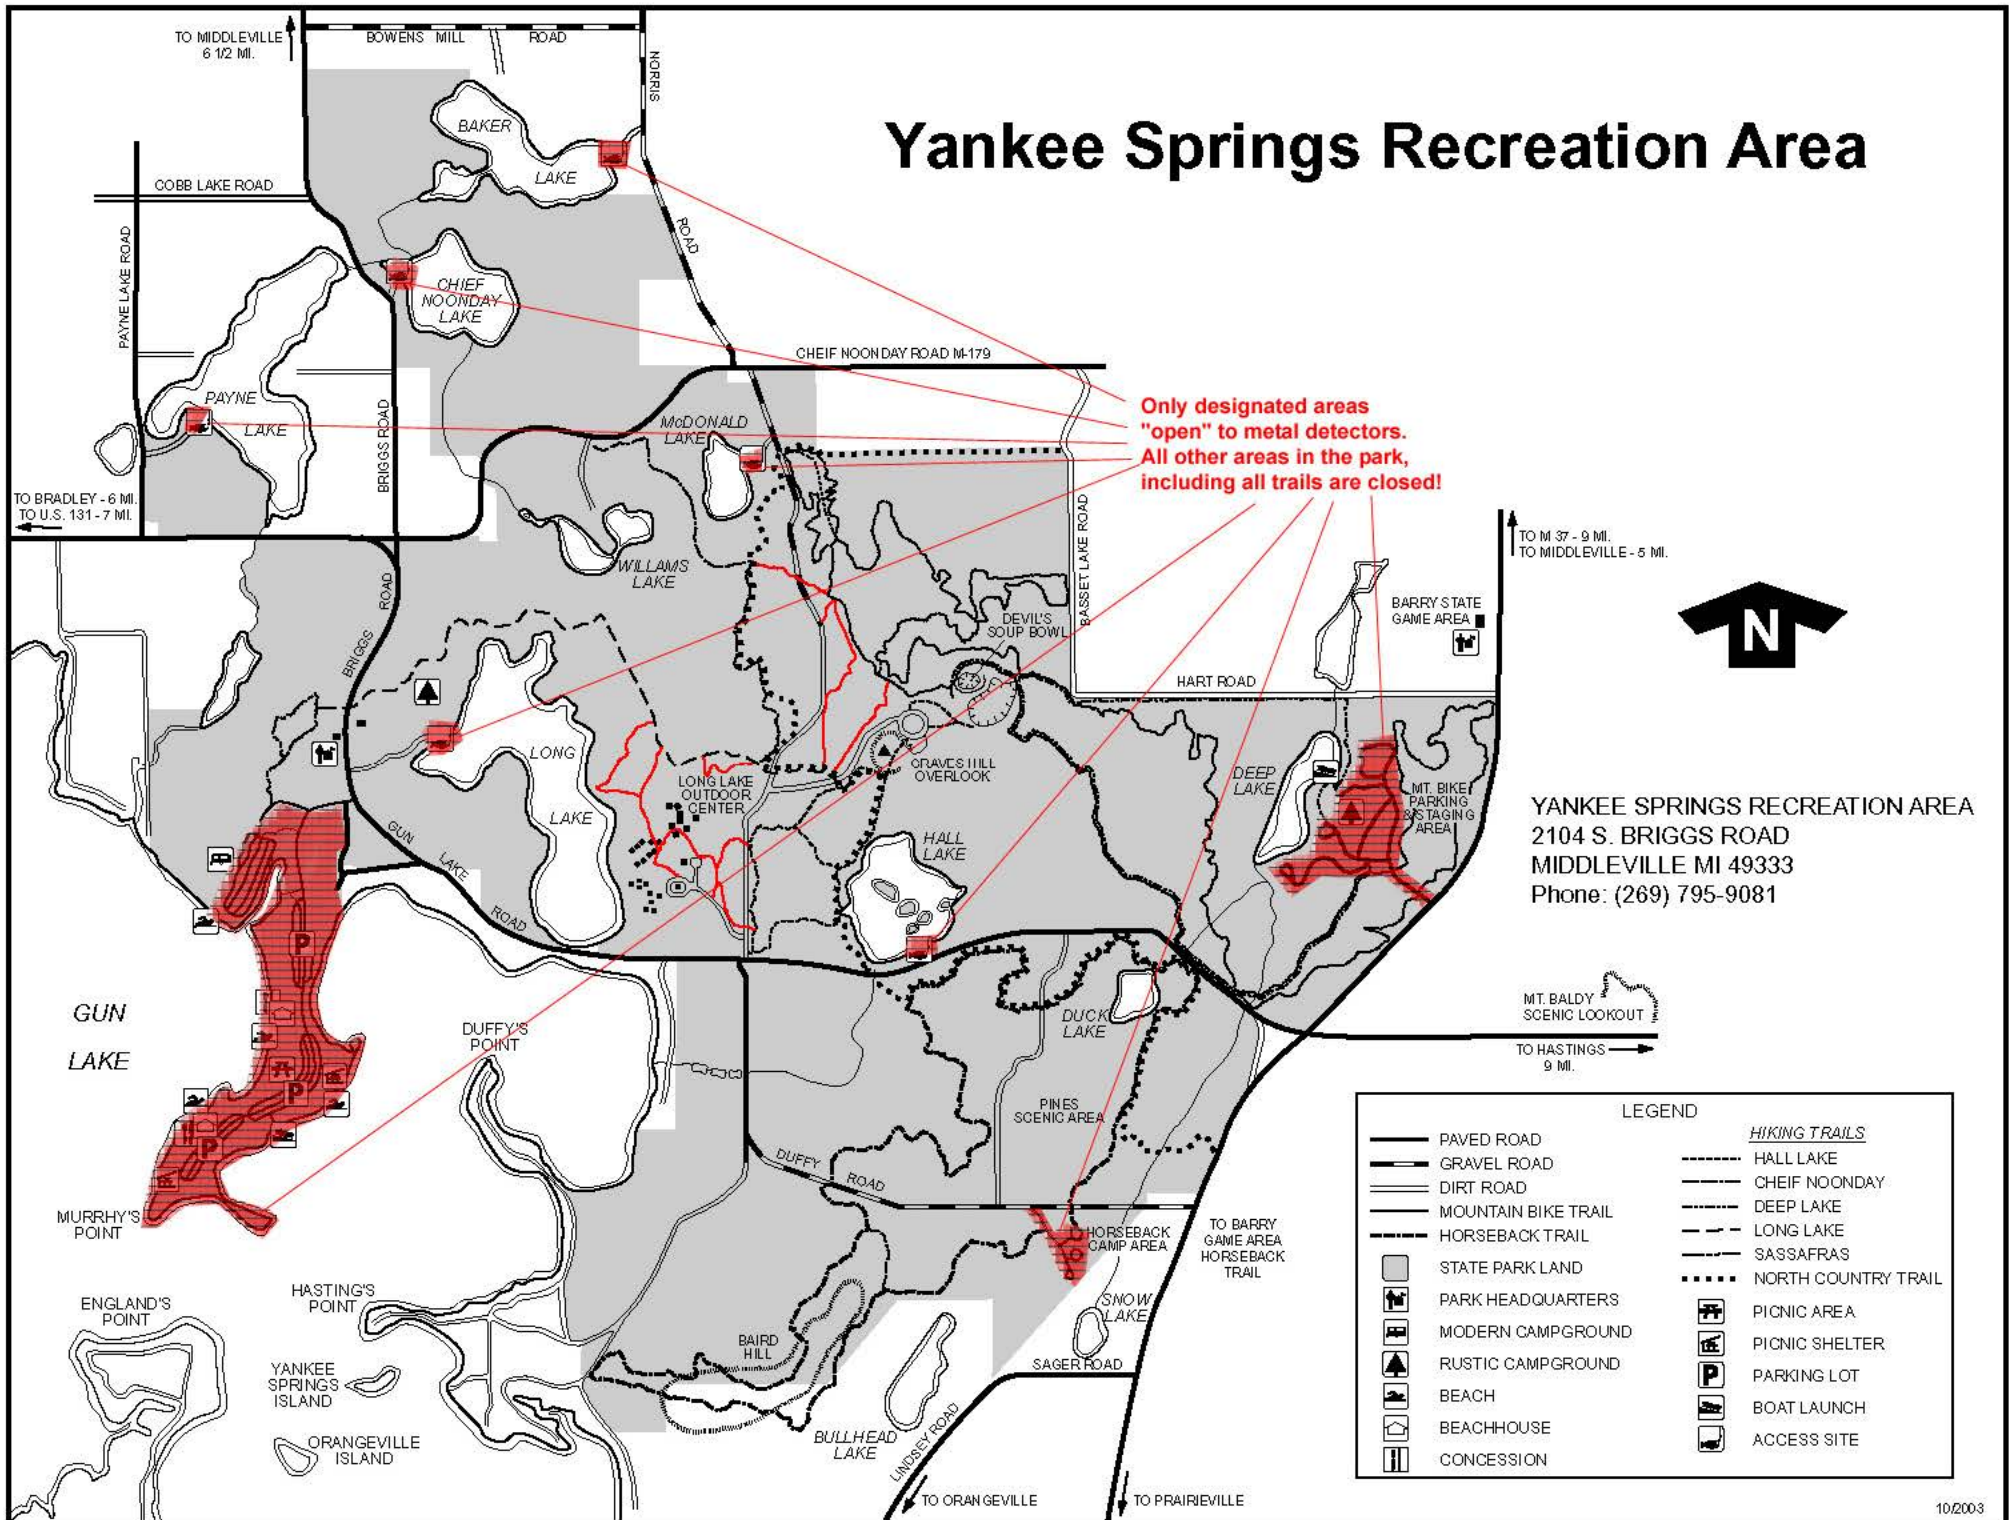 TO MIDDLEVILLE
6 1/2 MI.
BOWENS MILL ROAD
NORRIS
ROAD
Yankee Springs Recreation Area
BAKER
LAKE
COBB LAKE ROAD
PAYNE LAKE ROAD
CHIEF
NOONDAY
LAKE
CHEIF NOONDAY ROAD M-179
PAYNE
LAKE
BRIGGS ROAD
McDONALD
LAKE
Only designated areas
"open" to metal detectors.
All other areas in the park,
including all trails are closed!
TO BRADLEY - 6 MI.
TO U.S. 131 - 7 MI.
BASSET LAKE ROAD
TO M 37 - 9 MI.
TO MIDDLEVILLE - 5 MI.
WILLAMS
LAKE
BRIGGS
ROAD
DEVIL'S
SOUP BOWL
BARRY STATE
GAME AREA
N
HART ROAD
LONG
LAKE
LONG LAKE
OUTDOOR
CENTER
GRAVES HILL
OVERLOOK
DEEP
LAKE
MT. BIKE
PARKING
& STAGING
AREA
YANKEE SPRINGS RECREATION AREA
2104 S. BRIGGS ROAD
MIDDLEVILLE MI 49333
Phone: (269) 795-9081
GUN
LAKE
ROAD
HALL
LAKE
P
GUN
LAKE
DUFFY'S
POINT
DUCK
LAKE
MT. BALDY
SCENIC LOOKOUT
TO HASTINGS
9 MI.
P
P
PINES
SCENIC AREA
DUFFY
ROAD
MURRHY'S
POINT
HORSEBACK
CAMP AREA
TO BARRY
GAME AREA
HORSEBACK
TRAIL
HASTING'S
POINT
ENGLAND'S
POINT
SNOW
LAKE
BAIRD
HILL
SAGER ROAD
YANKEE
SPRINGS
ISLAND
ORANGEVILLE
ISLAND
BULLHEAD
LAKE
LINDSEY ROAD
TO ORANGEVILLE
TO PRAIRIEVILLE
LEGEND
PAVED ROAD
GRAVEL ROAD
DIRT ROAD
MOUNTAIN BIKE TRAIL
HORSEBACK TRAIL
STATE PARK LAND
PARK HEADQUARTERS
MODERN CAMPGROUND
RUSTIC CAMPGROUND
BEACH
BEACHHOUSE
CONCESSION
HIKING TRAILS
HALL LAKE
CHEIF NOONDAY
DEEP LAKE
LONG LAKE
SASSAFRAS
NORTH COUNTRY TRAIL
PICNIC AREA
PICNIC SHELTER
P PARKING LOT
BOAT LAUNCH
ACCESS SITE
10/2003